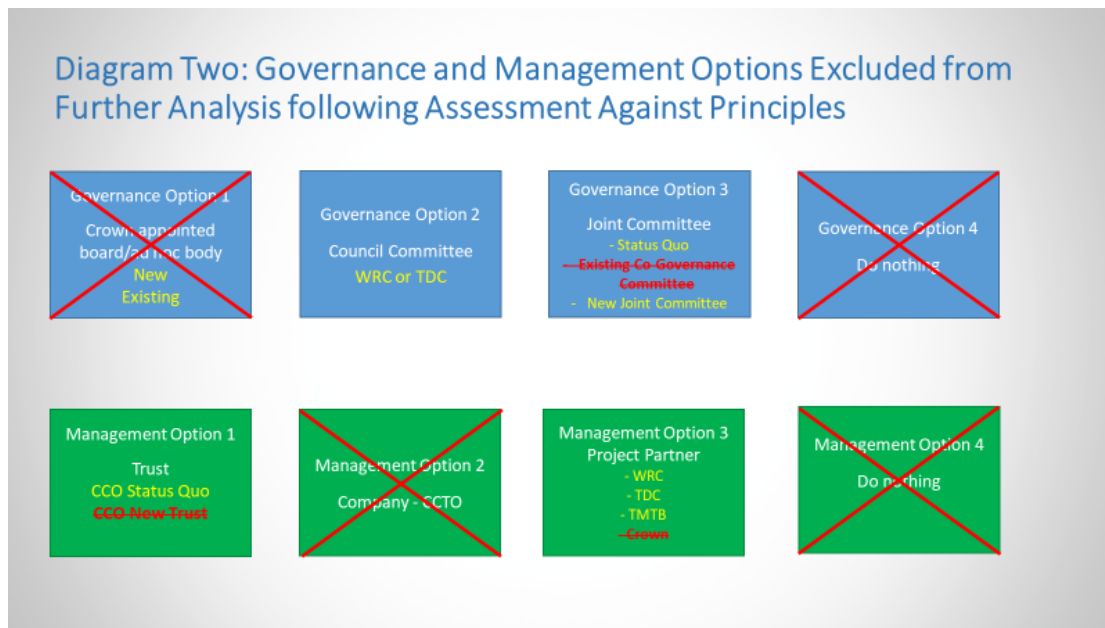 Diagram Two: Governance and Management Options Excluded from
Further Analysis following Assessment Against Principles
Governance Option 1
Crown appointed
board/ad hoc body
New
Existing
Governance Option 2
Council Committee
WRC or TDC
Governance Option 3
Joint Committee
- Status Quo
- Existing Co-Governance
Committee
- New Joint Committee
Governance Option 4
Do nothing
Management Option 1
Trust
CCO Status Quo
CCO New Trust
Management Option 2
Company - CCTO
Management Option 3
Project Partner
- WRC
- TDC
- TMTB
- Crown
Management Option 4
Do nothing